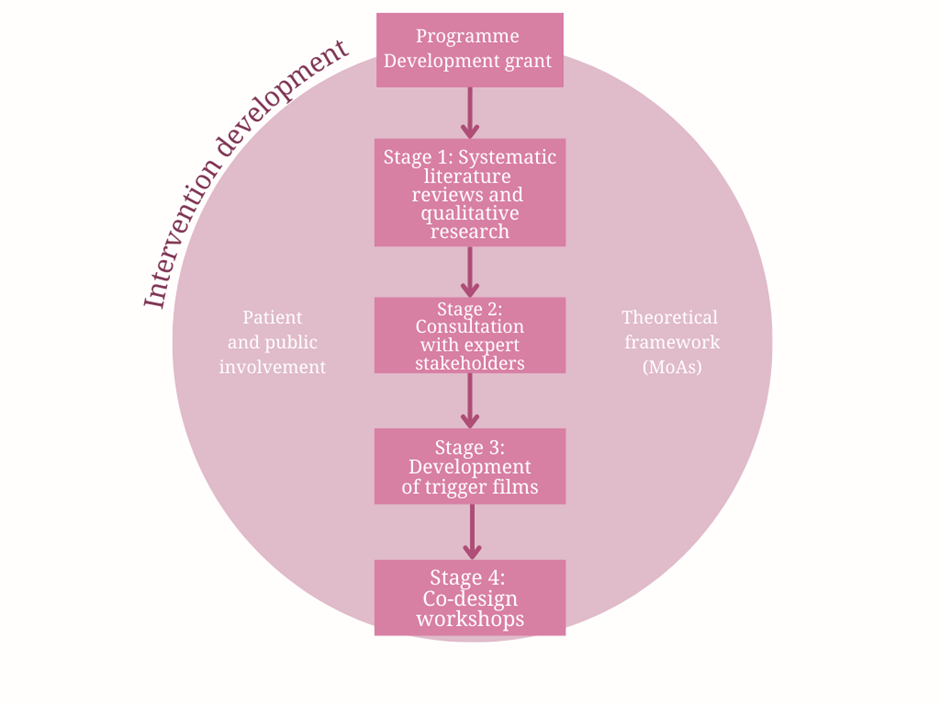 Intervention development
Programme
Development grant
Stage 1: Systematic
literature
reviews and
qualitative
research
Stage 2:
Consultation
with expert
stakeholders
Patient
and public
involvement
Theoretical
framework
(MoAs)
Stage 3:
Development
of trigger films
Stage 4:
Co-design
workshops